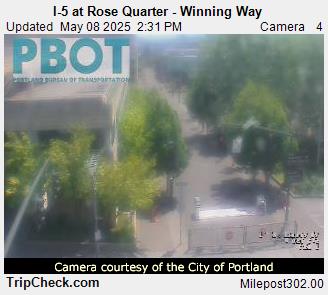 I-5 at Rose Quarter - Winning Way
Updated May 08 2025 2:31 PM Camera 4
PBOT
PORTLAND BUREAU OF TRANSPORTATION
Camera courtesy of the City of Portland
TripCheck.com Milepost302.00